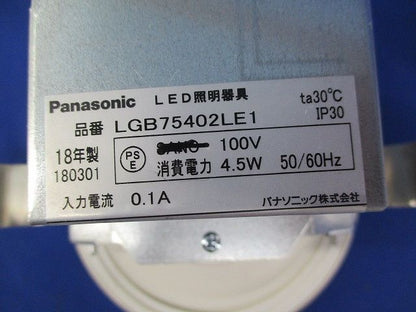 Panasonic LED照明器具 ta30℃
品番 LGB75402LE1 IP30
18年製 PSE 100V
180301 消費電力 4.5W 50/60Hz
入力電流 0.1A パナソニック株式会社